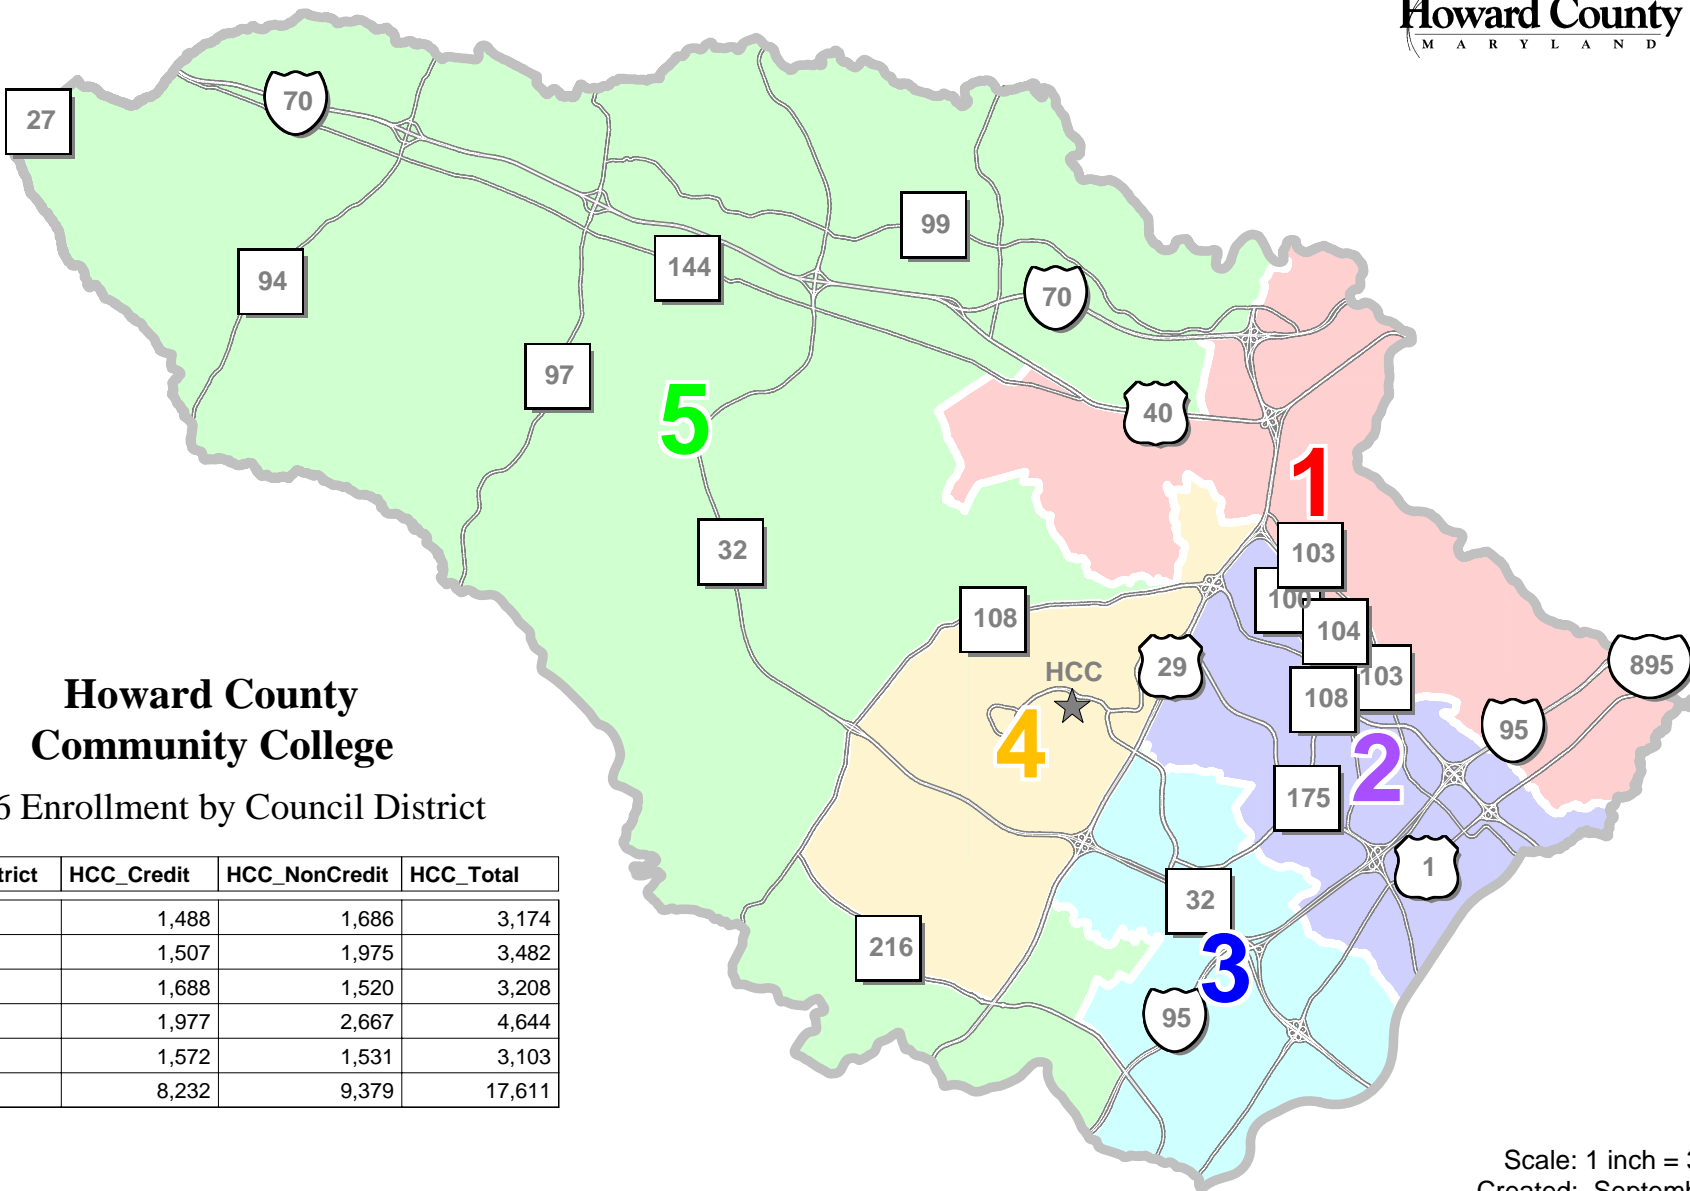 Howard County
MARYLAND
27
70
99
144
94
70
97
40
5
1
32
103
100
108
104
HCC
29
103
895
108
4
95
2
175
1
32
216
3
95
Howard County
Community College
6 Enrollment by Council District
trict HCC_Credit HCC_NonCredit HCC_Total
1,488 1,686 3,174
1,507 1,975 3,482
1,688 1,520 3,208
1,977 2,667 4,644
1,572 1,531 3,103
8,232 9,379 17,611
Scale: 1 inch =
Created: Septemb